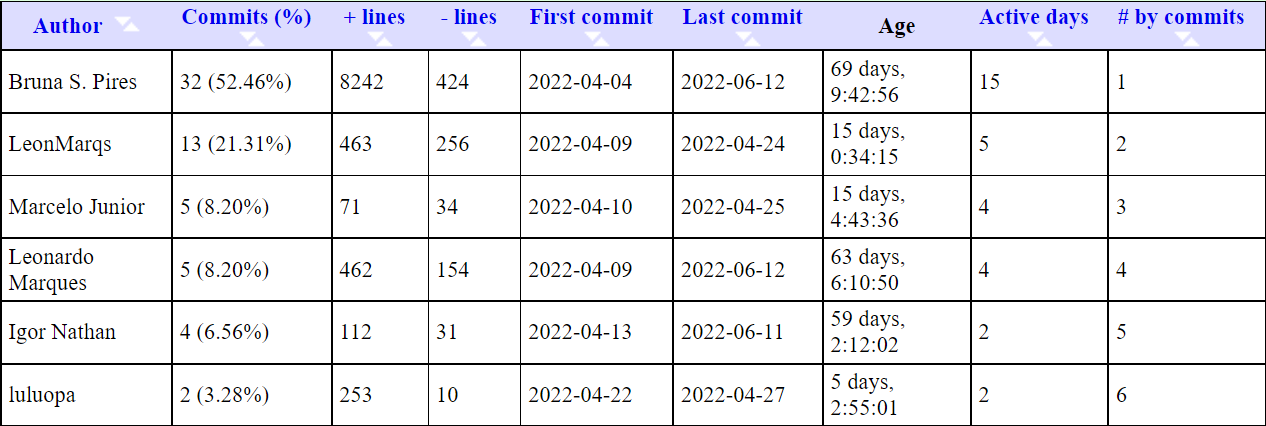 Author Commits (%) + lines - lines First commit Last commit Age Active days # by commits
Bruna S. Pires 32 (52.46%) 8242 424 2022-04-04 2022-06-12 69 days, 9:42:56 15 1
LeonMarqs 13 (21.31%) 463 256 2022-04-09 2022-04-24 15 days, 0:34:15 5 2
Marcelo Junior 5 (8.20%) 71 34 2022-04-10 2022-04-25 15 days, 4:43:36 4 3
Leonardo Marques 5 (8.20%) 462 154 2022-04-09 2022-06-12 63 days, 6:10:50 4 4
Igor Nathan 4 (6.56%) 112 31 2022-04-13 2022-06-11 59 days, 2:12:02 2 5
luluopa 2 (3.28%) 253 10 2022-04-22 2022-04-27 5 days, 2:55:01 2 6